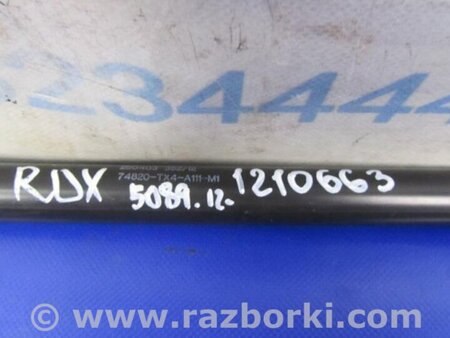 234444
74820-TX4-A111-M1
RDX
5089.12.
1210663
© www.razborki.com